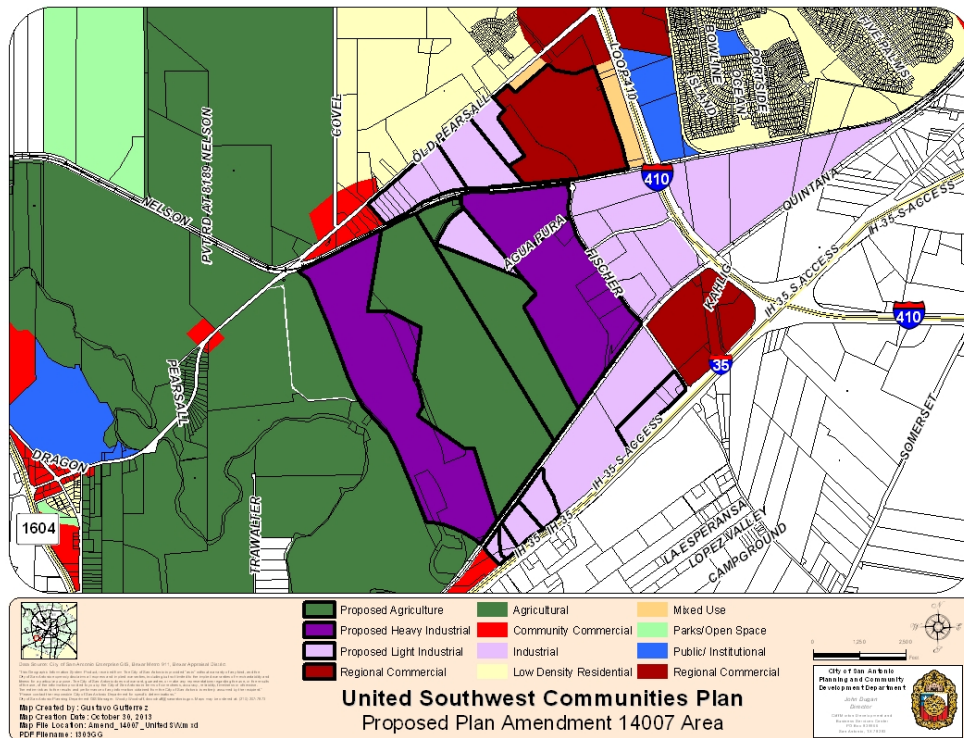 NELSON
PVT RD AT 8189 NELSON
COVEL
OLD PEARSALL
LOOP 410
BOWLINE
ISLAND
OCEAN
PORTSIDE
FIVE PALMS
410
QUINTANA
IH 35 S ACCESS
AGUA PURA
FISCHER
KAHLIG
IH 35 S ACCESS
410
35
PEARSALL
DRAGON
1604
TRAWALTER
IH 35 S ACCESS
IH 35
IH 35
SOMERSET
LA ESPERANSA
LOPEZ VALLEY
CAMPGROUND
Proposed Agriculture
Proposed Heavy Industrial
Proposed Light Industrial
Regional Commercial
Agricultural
Community Commercial
Industrial
Low Density Residential
Mixed Use
Parks/Open Space
Public/ Institutional
Regional Commercial
United Southwest Communities Plan
Proposed Plan Amendment 14007 Area
Map Created by: Gustavo Gutierrez
Map Creation Date: October 30, 2013
Map File Location: Amend_14007_UnitedSW.mxd
PDF Filename: 1309GG
City of San Antonio
Planning and Community
Development Department
John Dugan
Director